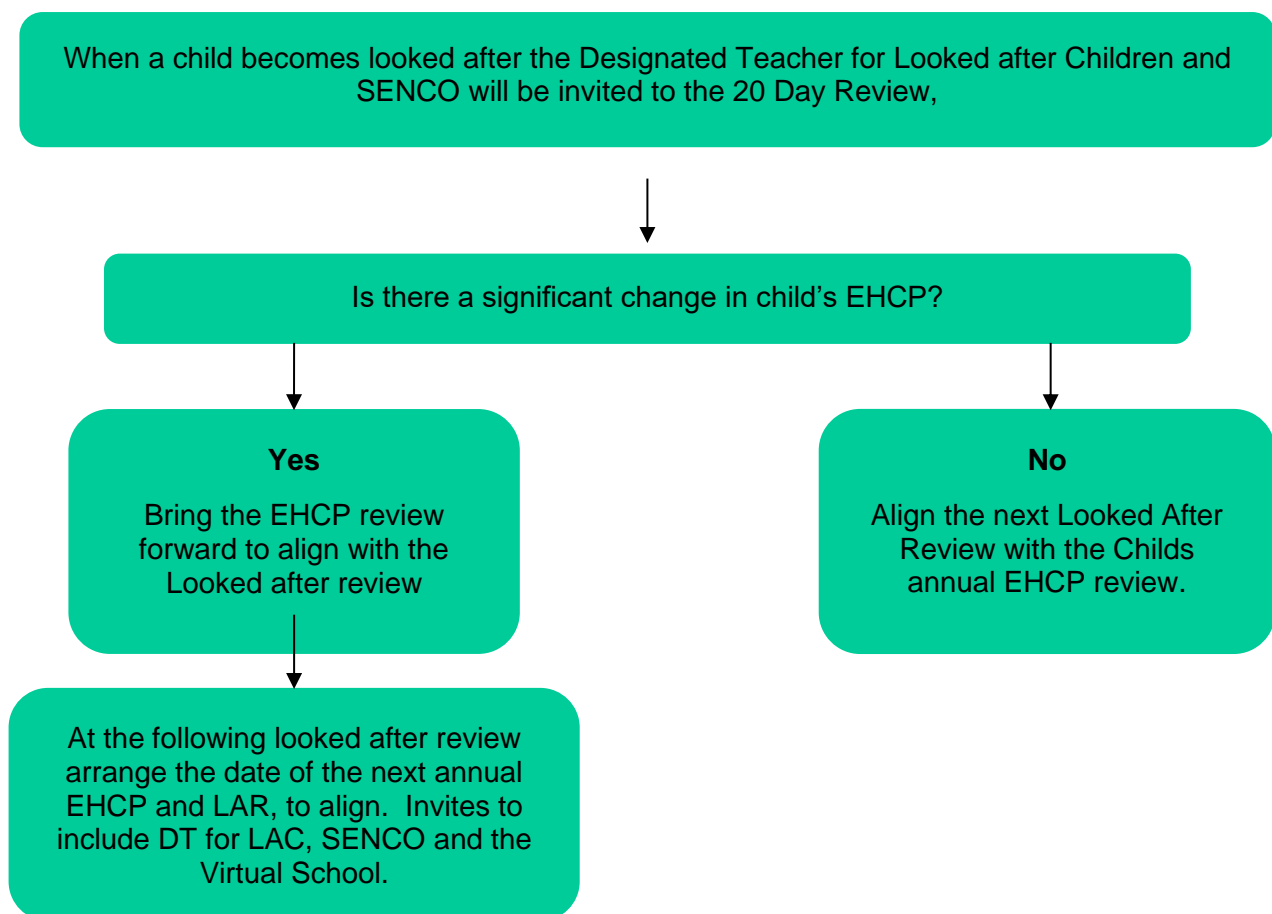 When a child becomes looked after the Designated Teacher for Looked after Children and
SENCO will be invited to the 20 Day Review,
Is there a significant change in child’s EHCP?
Yes
Bring the EHCP review
forward to align with the
Looked after review
No
Align the next Looked After
Review with the Childs
annual EHCP review.
At the following looked after review
arrange the date of the next annual
EHCP and LAR, to align.  Invites to
include DT for LAC, SENCO and the
Virtual School.